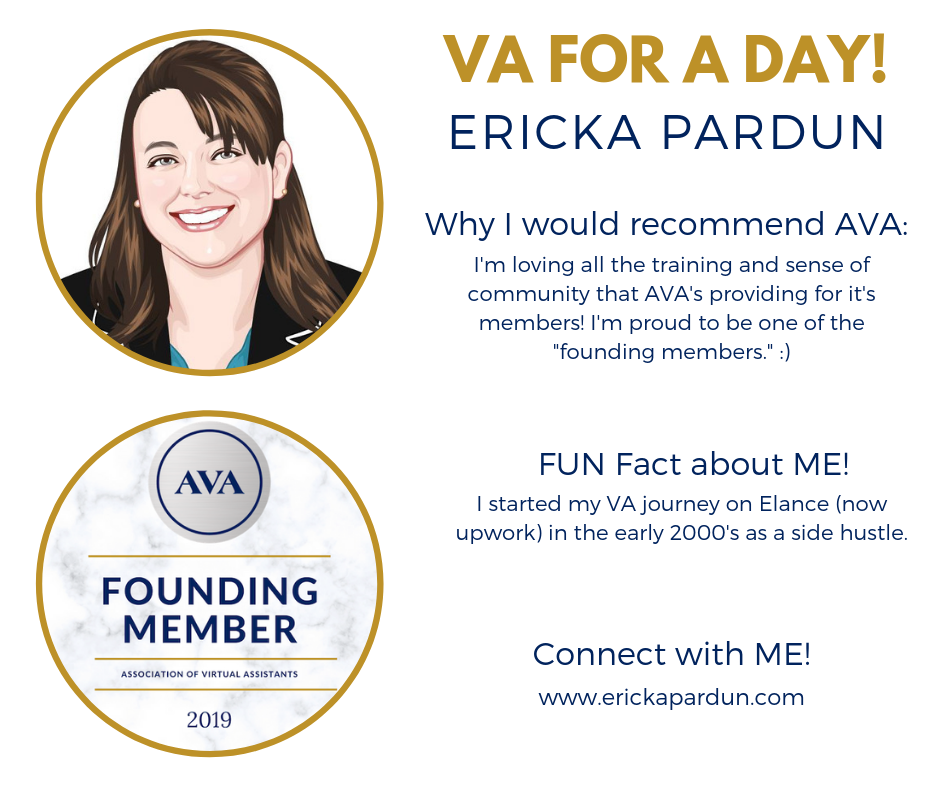 VA FOR A DAY!
ERICKA PARDUN
Why I would recommend AVA:
I'm loving all the training and sense of
community that AVA's providing for it's
members! I'm proud to be one of the
"founding members." :)
AVA
FOUNDING
MEMBER
ASSOCIATION OF VIRTUAL ASSISTANTS
2019
FUN Fact about ME!
I started my VA journey on Elance (now
upwork) in the early 2000's as a side hustle.
Connect with ME!
www.erickapardun.com